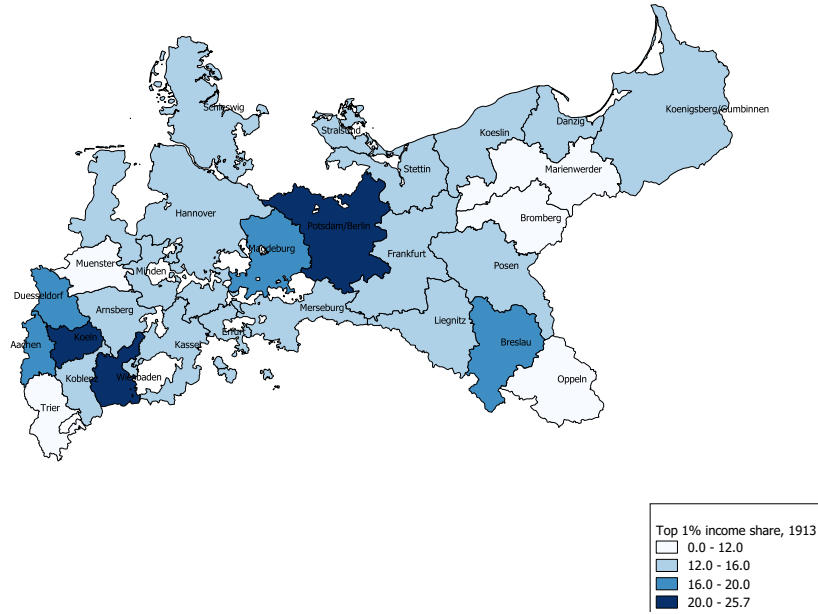 Schleswig
Stralsund
Koeslin
Danzig
Koenigsberg/Gumbinnen
Stettin
Marienwerder
Hannover
Potsdam/Berlin
Bromberg
Magdeburg
Frankfurt
Muenster
Minden
Posen
Duesseldorf
Arnsberg
Merseburg
Liegnitz
Aachen
Koeln
Kassel
Erfurt
Breslau
Koblenz
Wiesbaden
Oppeln
Trier
Top 1% income share, 1913
0.0 - 12.0
12.0 - 16.0
16.0 - 20.0
20.0 - 25.7